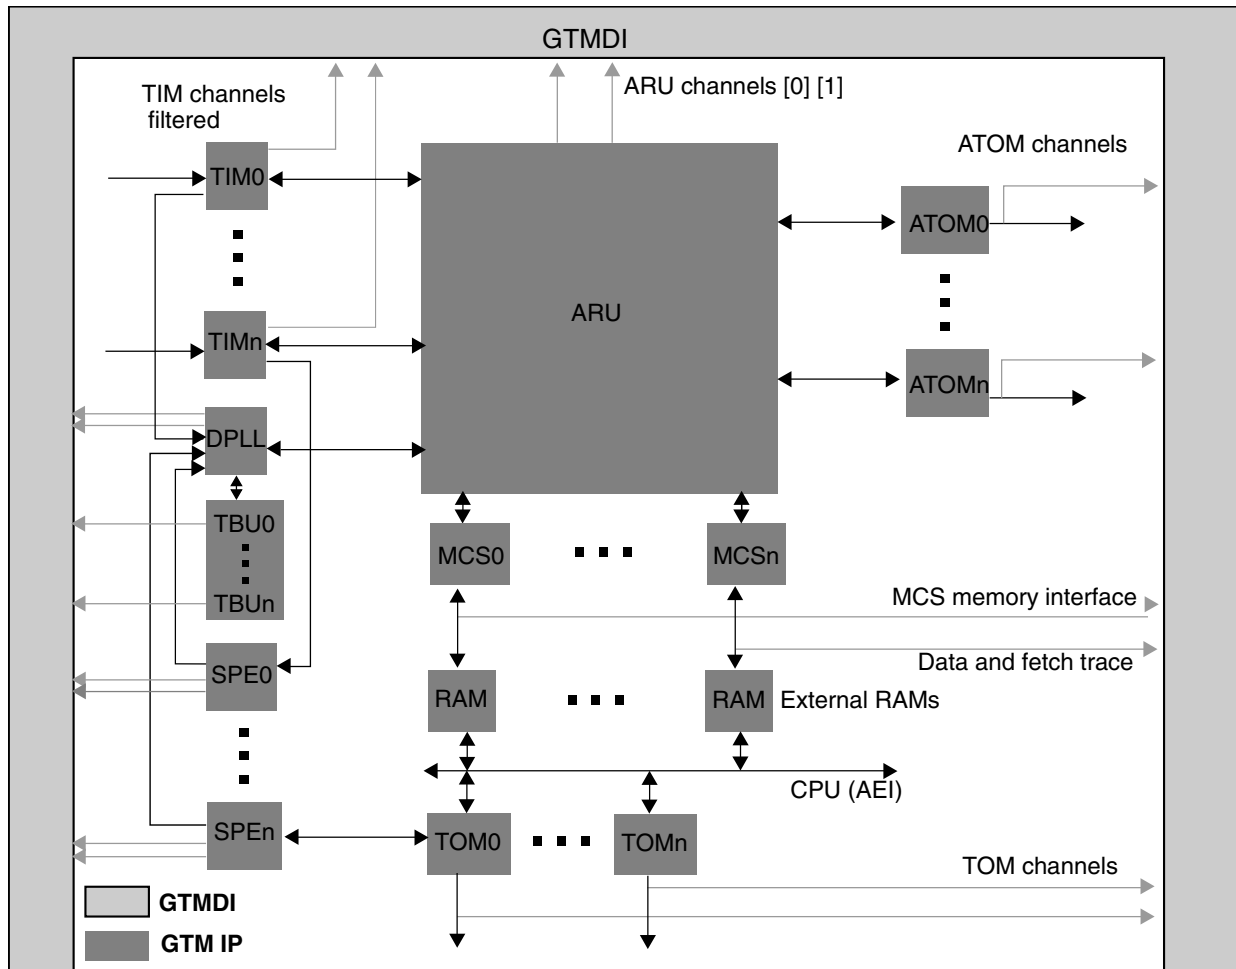 GTMDI
TIM channels
filtered
ARU channels [0] [1]
ATOM channels
TIM0
ATOM0
ARU
TIMn
ATOMn
DPLL
TBU0
TBUn
MCS0
MCSn
MCS memory interface
Data and fetch trace
SPE0
RAM
RAM
External RAMs
CPU (AEI)
SPEn
TOM0
TOMn
TOM channels
GTMDI
GTM IP